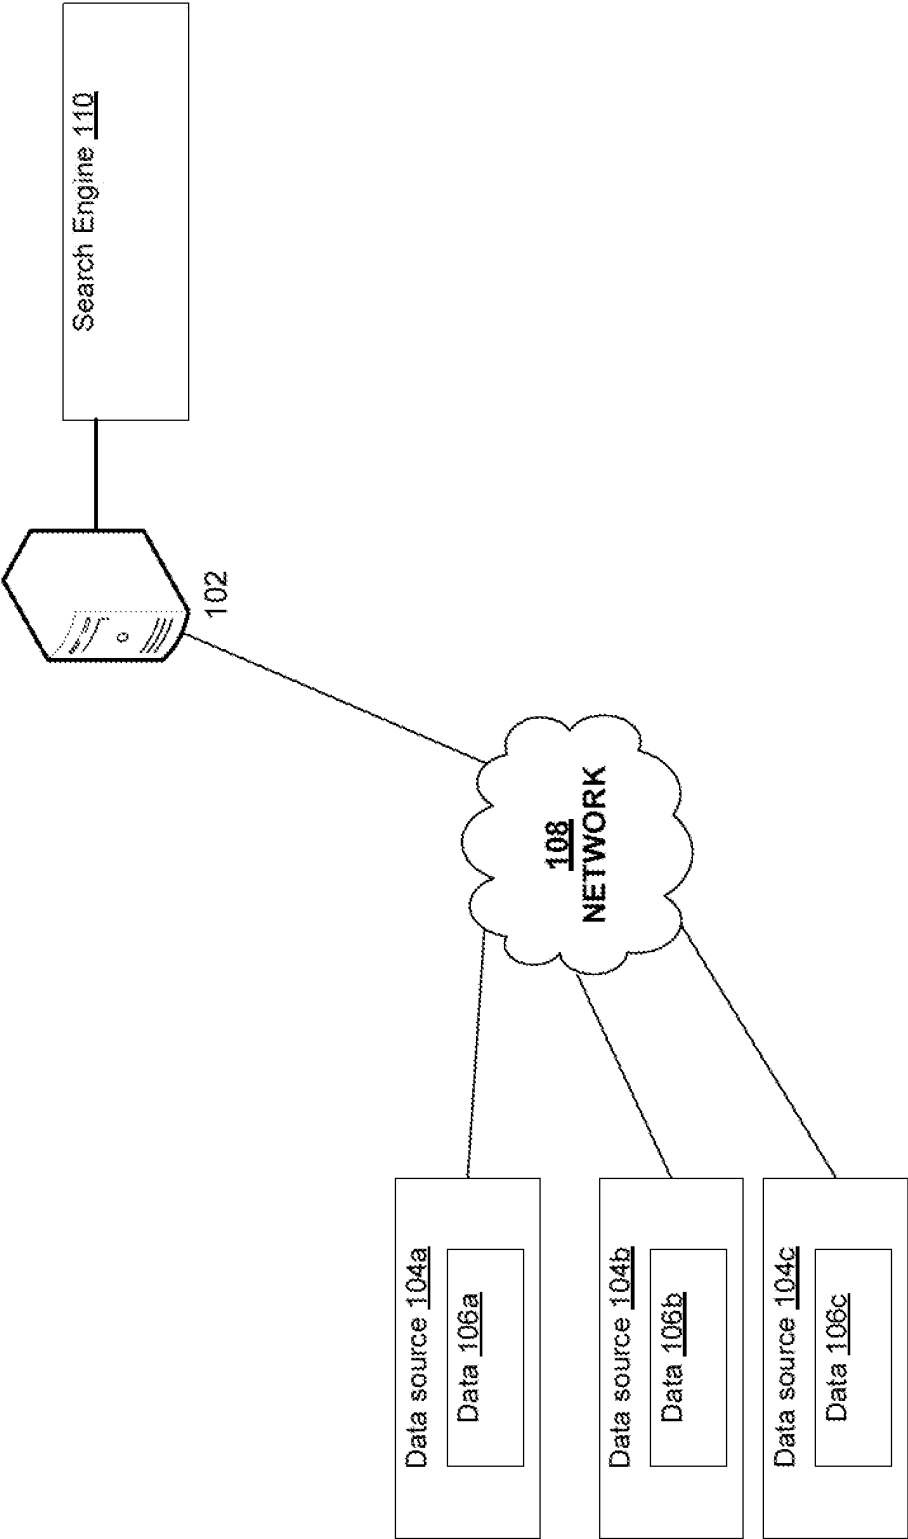 Search Engine 110
102
108
NETWORK
Data source 104a
Data 106a
Data source 104b
Data 106b
Data source 104c
Data 106c